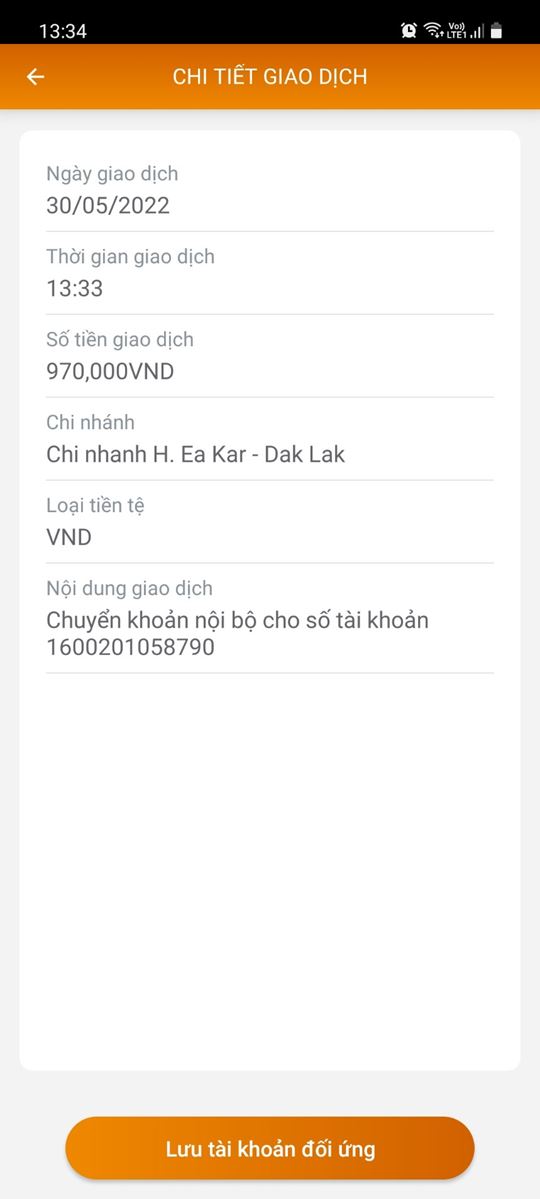 13:34
Vo))
LTE1
CHI TIẾT GIAO DỊCH
Ngày giao dịch
30/05/2022
Thời gian giao dịch
13:33
Số tiền giao dịch
970,000VND
Chi nhánh
Chi nhanh H. Ea Kar - Dak Lak
Loại tiền tệ
VND
Nội dung giao dịch
Chuyển khoản nội bộ cho số tài khoản
1600201058790
Lưu tài khoản đối ứng